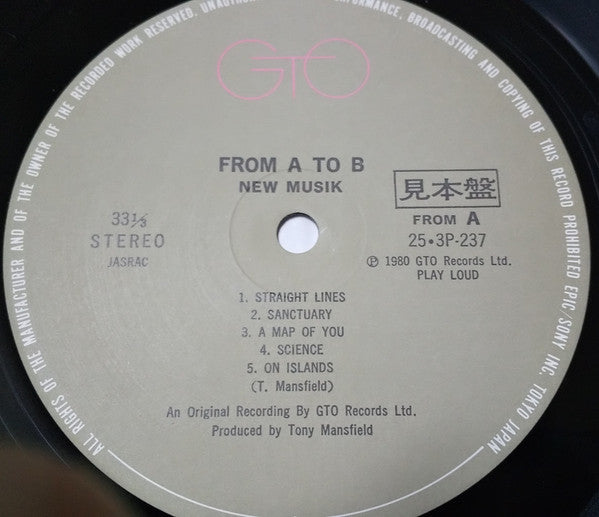 ALL RIGHTS OF THE MANUFACTURER AND OF THE OWNER OF THE RECORDED WORK RESERVED. PERFORMANCE, BROADCASTING AND COPYING OF THIS RECORD PROHIBITED EPIC/SONY INC. TOKYO JAPAN
GTO
FROM A TO B
NEW MUSIK
見本盤
33⅓
STEREO
JASRAC
FROM A
25・3P-237
Ⓟ 1980 GTO Records Ltd.
PLAY LOUD
1. STRAIGHT LINES
2. SANCTUARY
3. A MAP OF YOU
4. SCIENCE
5. ON ISLANDS
(T. Mansfield)
An Original Recording By GTO Records Ltd.
Produced by Tony Mansfield